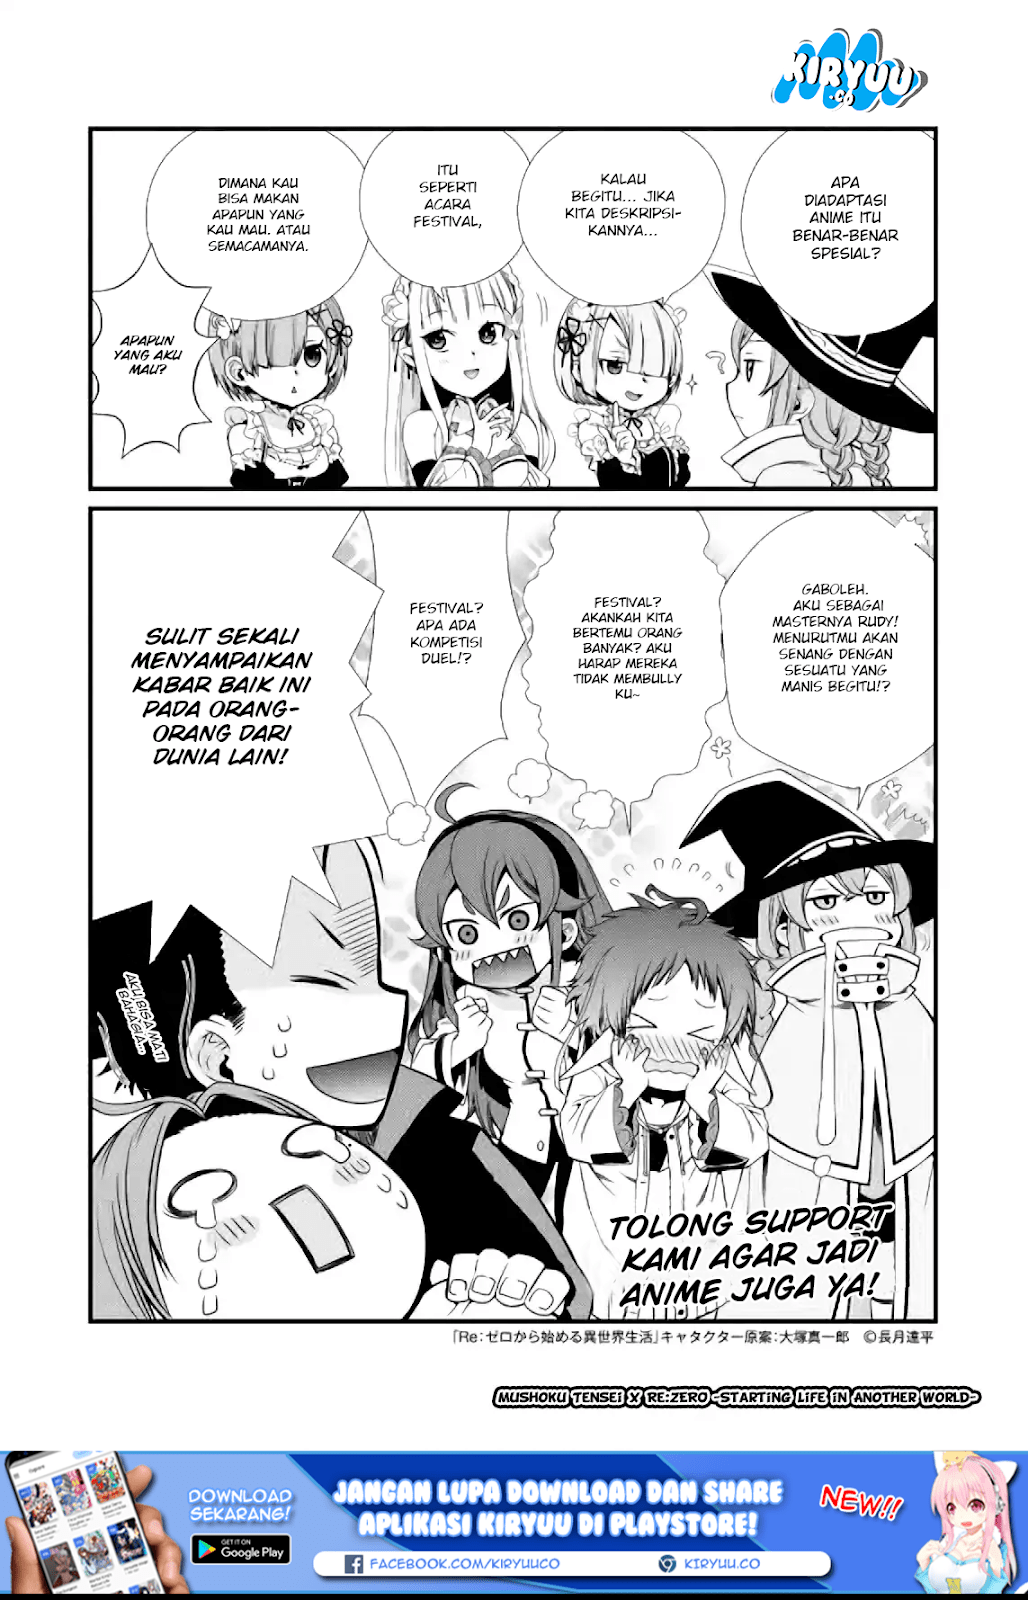 KIRYUU
.CO
APA
DIADAPTASI
ANIME ITU
BENAR-BENAR
SPESIAL?
KALAU
BEGITU... JIKA
KITA DESKRIPSI-
KANNYA...
ITU
SEPERTI
ACARA
FESTIVAL,
DIMANA KAU
BISA MAKAN
APAPUN YANG
KAU MAU. ATAU
SEMACAMANYA.
APAPUN
YANG AKU
MAU?
?
GABOLEH.
AKU SEBAGAI
MASTERNYA RUDY!
MENURUTMU AKAN
SENANG DENGAN
SESUATU YANG
MANIS BEGITU!?
FESTIVAL?
AKANKAH KITA
BERTEMU ORANG
BANYAK? AKU
HARAP MEREKA
TIDAK MEMBULLY
KU~
FESTIVAL?
APA ADA
KOMPETISI
DUEL!?
SULIT SEKALI
MENYAMPAIKAN
KABAR BAIK INI
PADA ORANG-
ORANG DARI
DUNIA LAIN!
AKU BISA MATI
BAHAGIA...
TOLONG SUPPORT
KAMI AGAR JADI
ANIME JUGA YA!
「Re:ゼロから始める異世界生活」キャラクター原案:大塚真一郎 ©長月達平
MUSHOKU TENSEI X RE:ZERO -STARTING LIFE IN ANOTHER WORLD-
DOWNLOAD
SEKARANG!
GET IT ON
Google Play
JANGAN LUPA DOWNLOAD DAN SHARE
APLIKASI KIRYUU DI PLAYSTORE!
FACEBOOK.COM/KIRYUUCO
KIRYUU.CO
NEW!!